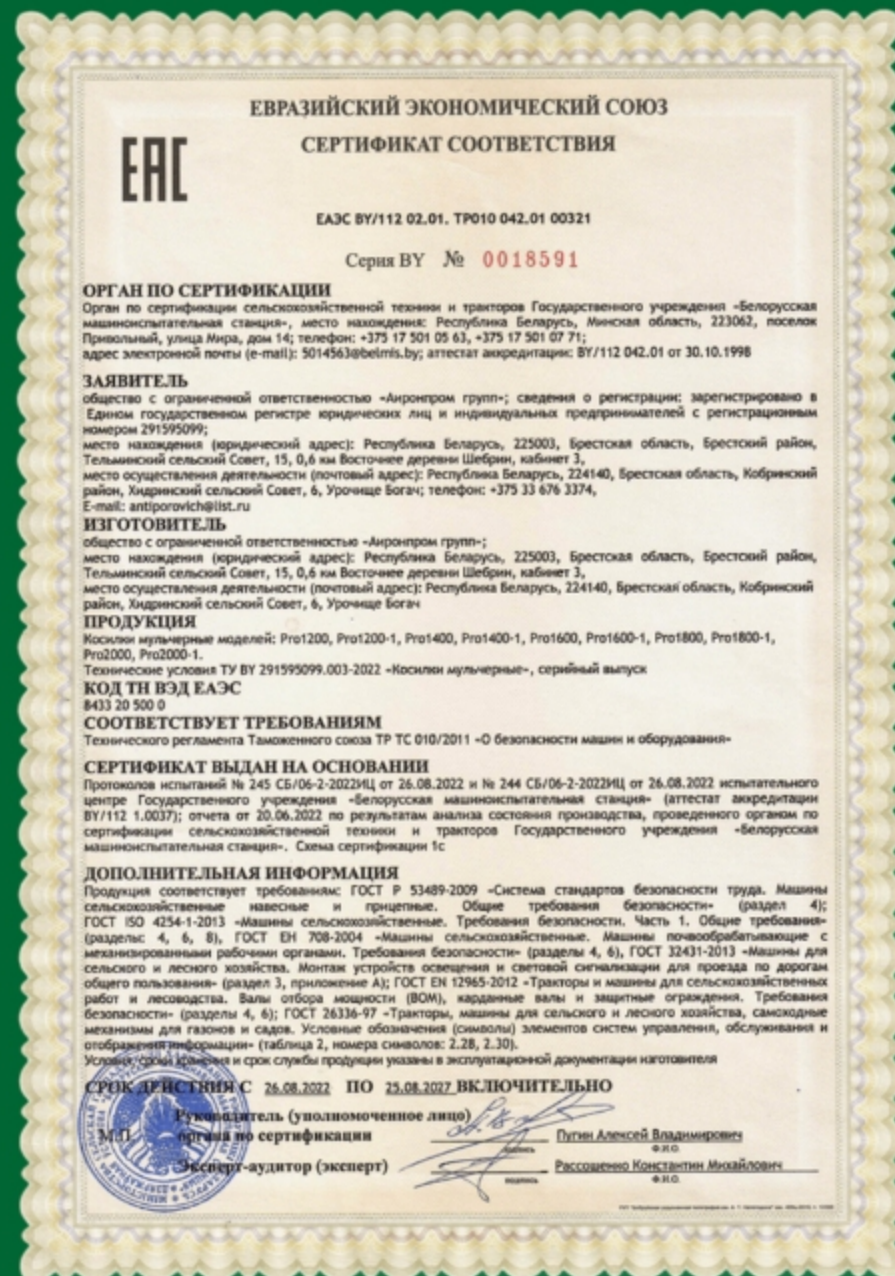 ЕВРАЗИЙСКИЙ ЭКОНОМИЧЕСКИЙ СОЮЗ
EAC
СЕРТИФИКАТ СООТВЕТСТВИЯ
ЕАЭС BY/112 02.01. ТР010 042.01 00321
Серия BY № 0018591
ОРГАН ПО СЕРТИФИКАЦИИ
Орган по сертификации сельскохозяйственной техники и тракторов Государственного учреждения «Белорусская
машиноиспытательная станция», место нахождения: Республика Беларусь, Минская область, 223062, поселок
Привольный, улица Мира, дом 14; телефон: +375 17 501 05 63, +375 17 501 07 71;
адрес электронной почты (e-mail): 5014563@belmis.by; аттестат аккредитации: BY/112 042.01 от 30.10.1998
ЗАЯВИТЕЛЬ
общество с ограниченной ответственностью «Аиронпром групп»; сведения о регистрации: зарегистрировано в
Едином государственном регистре юридических лиц и индивидуальных предпринимателей с регистрационным
номером 291595099;
место нахождения (юридический адрес): Республика Беларусь, 225003, Брестская область, Брестский район,
Тельминский сельский Совет, 15, 0,6 км Восточнее деревни Шебрин, кабинет 3,
место осуществления деятельности (почтовый адрес): Республика Беларусь, 224140, Брестская область, Кобринский
район, Хидринский сельский Совет, 6, Урочище Богач; телефон: +375 33 676 3374,
E-mail: antiporovich@list.ru
ИЗГОТОВИТЕЛЬ
общество с ограниченной ответственностью «Аиронпром групп»;
место нахождения (юридический адрес): Республика Беларусь, 225003, Брестская область, Брестский район,
Тельминский сельский Совет, 15, 0,6 км Восточнее деревни Шебрин, кабинет 3,
место осуществления деятельности (почтовый адрес): Республика Беларусь, 224140, Брестская область, Кобринский
район, Хидринский сельский Совет, 6, Урочище Богач
ПРОДУКЦИЯ
Косилки мульчерные моделей: Pro1200, Pro1200-1, Pro1400, Pro1400-1, Pro1600, Pro1600-1, Pro1800, Pro1800-1,
Pro2000, Pro2000-1.
Технические условия ТУ BY 291595099.003-2022 «Косилки мульчерные», серийный выпуск
КОД ТН ВЭД ЕАЭС
8433 20 500 0
СООТВЕТСТВУЕТ ТРЕБОВАНИЯМ
Технического регламента Таможенного союза ТР ТС 010/2011 «О безопасности машин и оборудования»
СЕРТИФИКАТ ВЫДАН НА ОСНОВАНИИ
Протоколов испытаний № 245 СБ/06-2-2022ИЦ от 26.08.2022 и № 244 СБ/06-2-2022ИЦ от 26.08.2022 испытательного
центре Государственного учреждения «Белорусская машиноиспытательная станция» (аттестат аккредитации
BY/112 1.0037); отчета от 20.06.2022 по результатам анализа состояния производства, проведенного органом по
сертификации сельскохозяйственной техники и тракторов Государственного учреждения «Белорусская
машиноиспытательная станция». Схема сертификации 1с
ДОПОЛНИТЕЛЬНАЯ ИНФОРМАЦИЯ
Продукция соответствует требованиям: ГОСТ Р 53489-2009 «Система стандартов безопасности труда. Машины
сельскохозяйственные навесные и прицепные. Общие требования безопасности» (раздел 4);
ГОСТ ISO 4254-1-2013 «Машины сельскохозяйственные. Требования безопасности. Часть 1. Общие требования»
(разделы: 4, 6, 8), ГОСТ ЕН 708-2004 «Машины сельскохозяйственные. Машины почвообрабатывающие с
механизированными рабочими органами. Требования безопасности» (разделы 4, 6), ГОСТ 32431-2013 «Машины для
сельского и лесного хозяйства. Монтаж устройств освещения и световой сигнализации для проезда по дорогам
общего пользования» (раздел 3, приложение А); ГОСТ EN 12965-2012 «Тракторы и машины для сельскохозяйственных
работ и лесоводства. Валы отбора мощности (ВОМ), карданные валы и защитные ограждения. Требования
безопасности» (разделы 4, 6); ГОСТ 26336-97 «Тракторы, машины для сельского и лесного хозяйства, самоходные
механизмы для газонов и садов. Условные обозначения (символы) элементов систем управления, обслуживания и
отображения информации» (таблица 2, номера символов: 2.28, 2.30).
Условия, сроки хранения и срок службы продукции указаны в эксплуатационной документации изготовителя
СРОК ДЕЙСТВИЯ С 26.08.2022 ПО 25.08.2027 ВКЛЮЧИТЕЛЬНО
Руководитель (уполномоченное лицо)
М.П. органа по сертификации подпись Пугин Алексей Владимирович
Ф.И.О.
Эксперт-аудитор (эксперт) подпись Рассошенко Константин Михайлович
Ф.И.О.